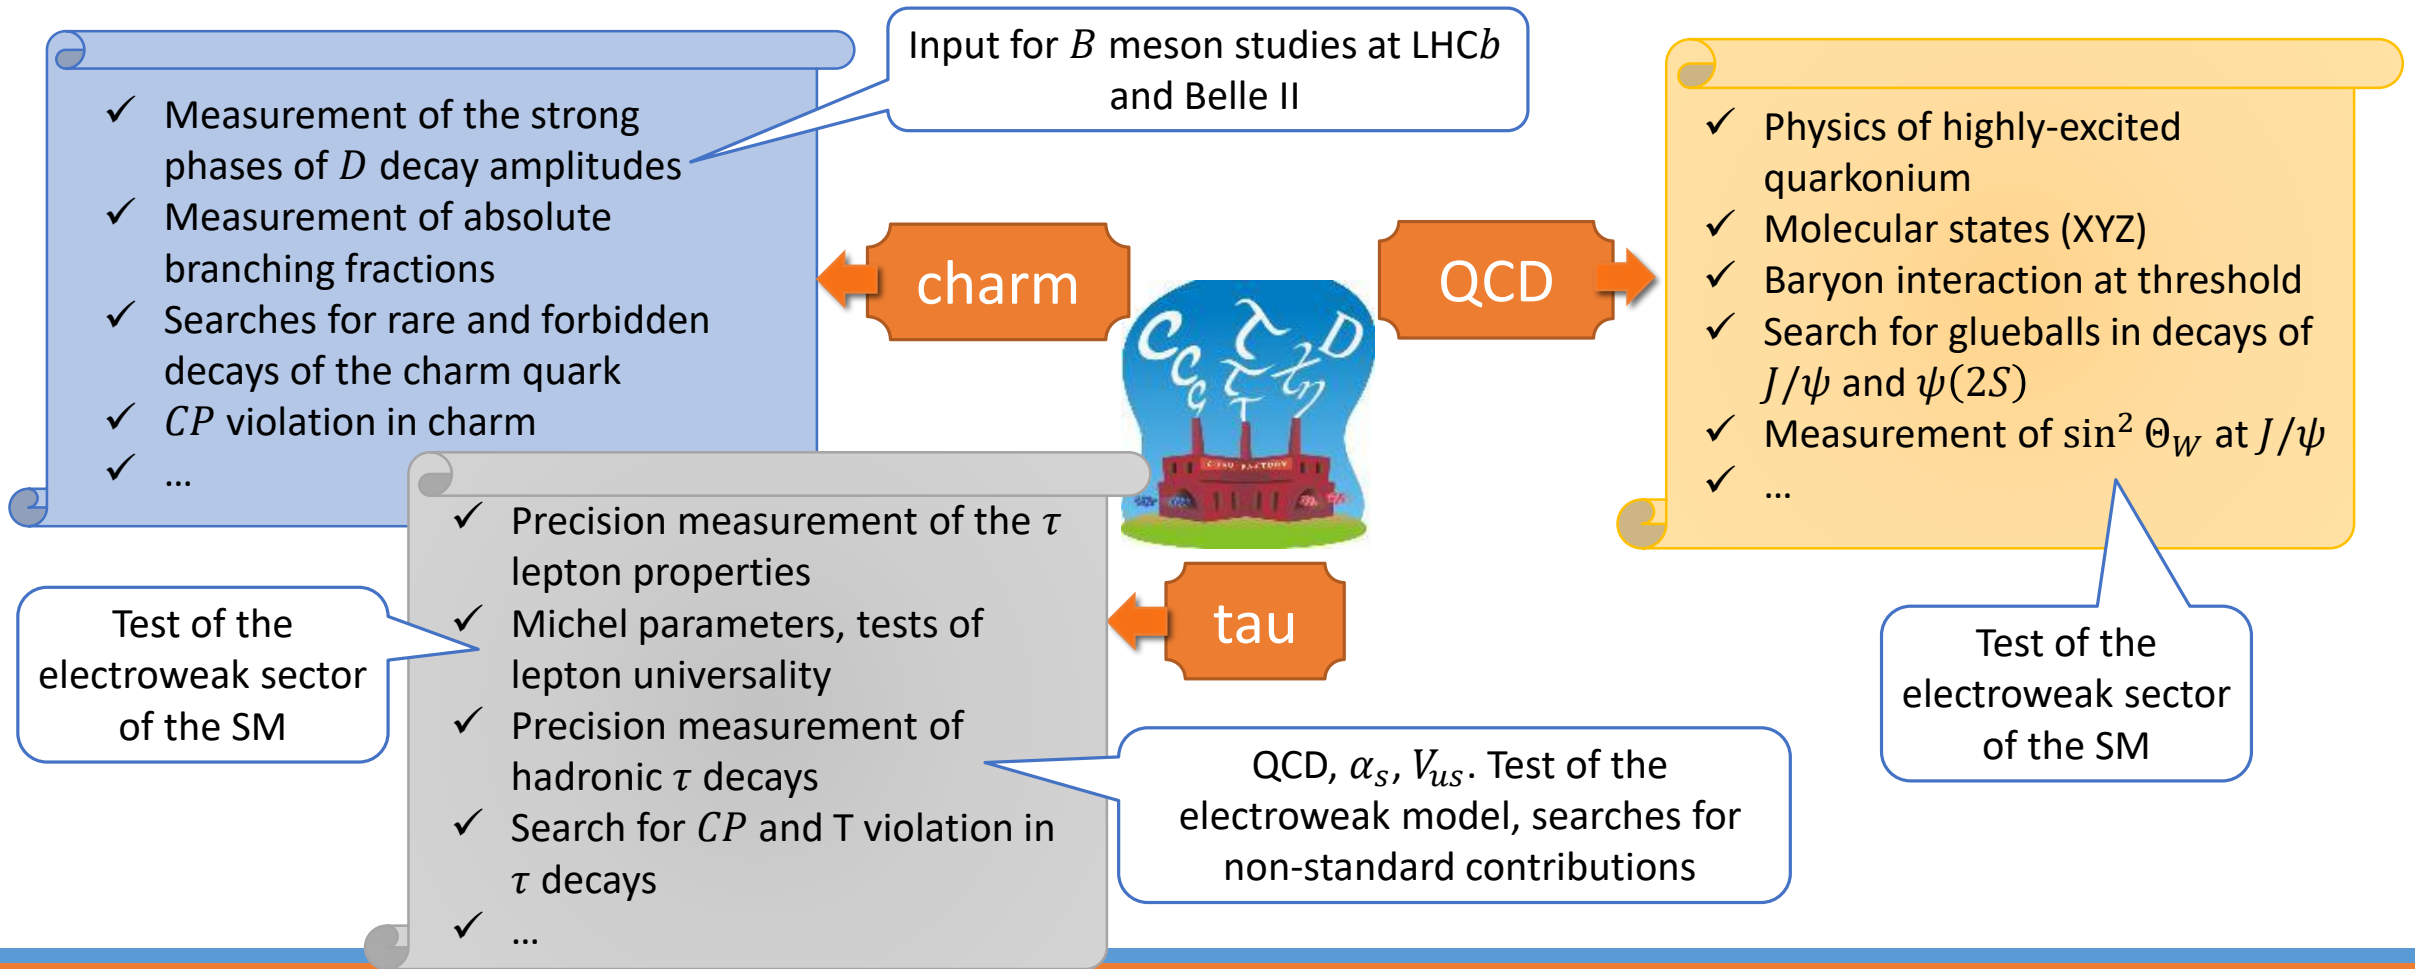 Input for B meson studies at LHCb
and Belle II
✓ Measurement of the strong
phases of D decay amplitudes
✓ Measurement of absolute
branching fractions
✓ Searches for rare and forbidden
decays of the charm quark
✓ CP violation in charm
✓ ...
charm
QCD
✓ Physics of highly-excited
quarkonium
✓ Molecular states (XYZ)
✓ Baryon interaction at threshold
✓ Search for glueballs in decays of
J/ψ and ψ(2S)
✓ Measurement of sin² Θ_W at J/ψ
✓ ...
tau
✓ Precision measurement of the τ
lepton properties
✓ Michel parameters, tests of
lepton universality
✓ Precision measurement of
hadronic τ decays
✓ Search for CP and T violation in
τ decays
✓ ...
Test of the
electroweak sector
of the SM
QCD, α_s, V_us. Test of the
electroweak model, searches for
non-standard contributions
Test of the
electroweak sector
of the SM